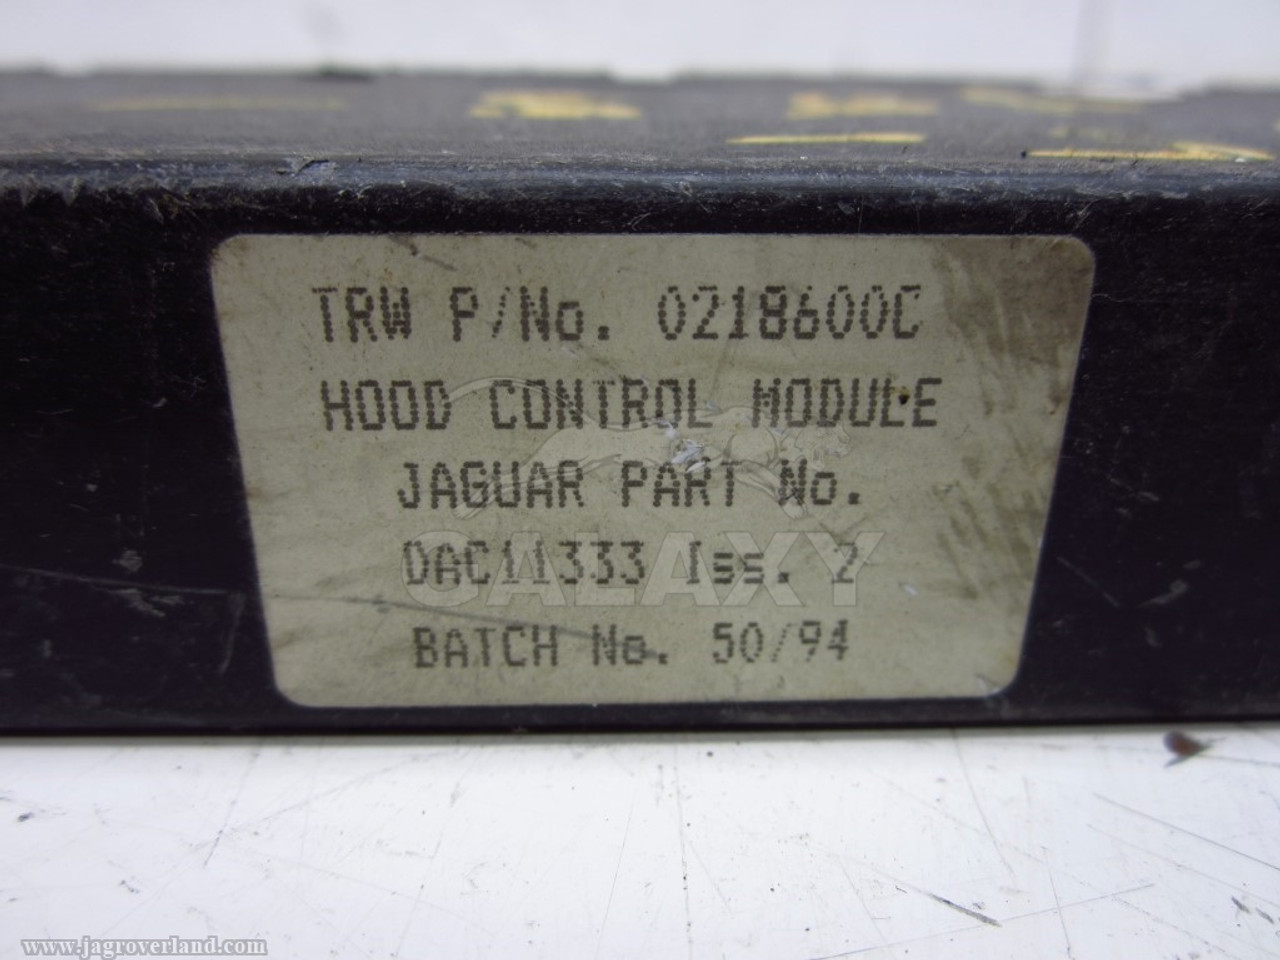 TRW P/No. 0218600C
HOOD CONTROL MODULE
JAGUAR PART No.
DAC11333 Iss. 2
GALAXY
BATCH No. 50/94
www.jagroverland.com